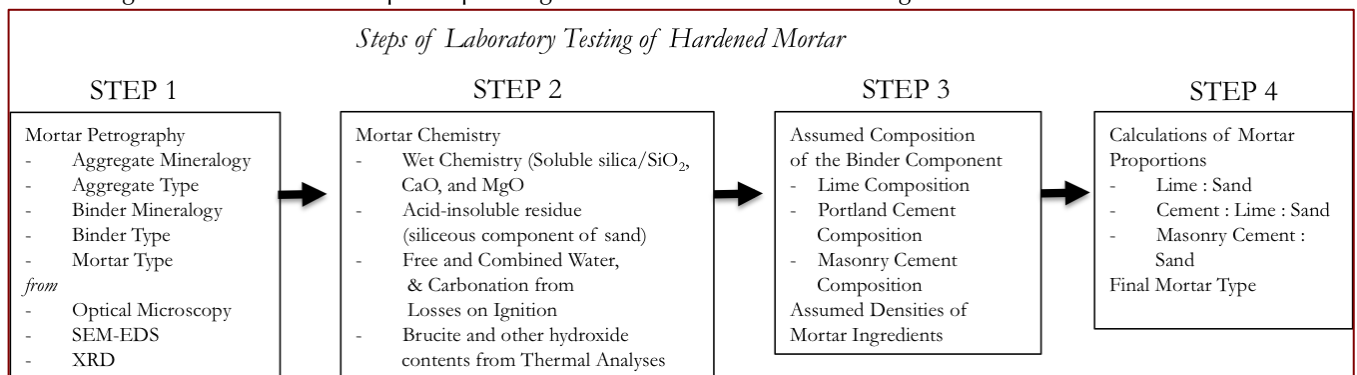 Steps of Laboratory Testing of Hardened Mortar
STEP 1
Mortar Petrography
- Aggregate Mineralogy
- Aggregate Type
- Binder Mineralogy
- Binder Type
- Mortar Type
from
- Optical Microscopy
- SEM-EDS
- XRD
STEP 2
Mortar Chemistry
- Wet Chemistry (Soluble silica/SiO₂,
CaO, and MgO
- Acid-insoluble residue
(siliceous component of sand)
- Free and Combined Water,
& Carbonation from
Losses on Ignition
- Brucite and other hydroxide
contents from Thermal Analyses
STEP 3
Assumed Composition
of the Binder Component
- Lime Composition
- Portland Cement
Composition
- Masonry Cement
Composition
Assumed Densities of
Mortar Ingredients
STEP 4
Calculations of Mortar
Proportions
- Lime : Sand
- Cement : Lime : Sand
- Masonry Cement :
Sand
Final Mortar Type